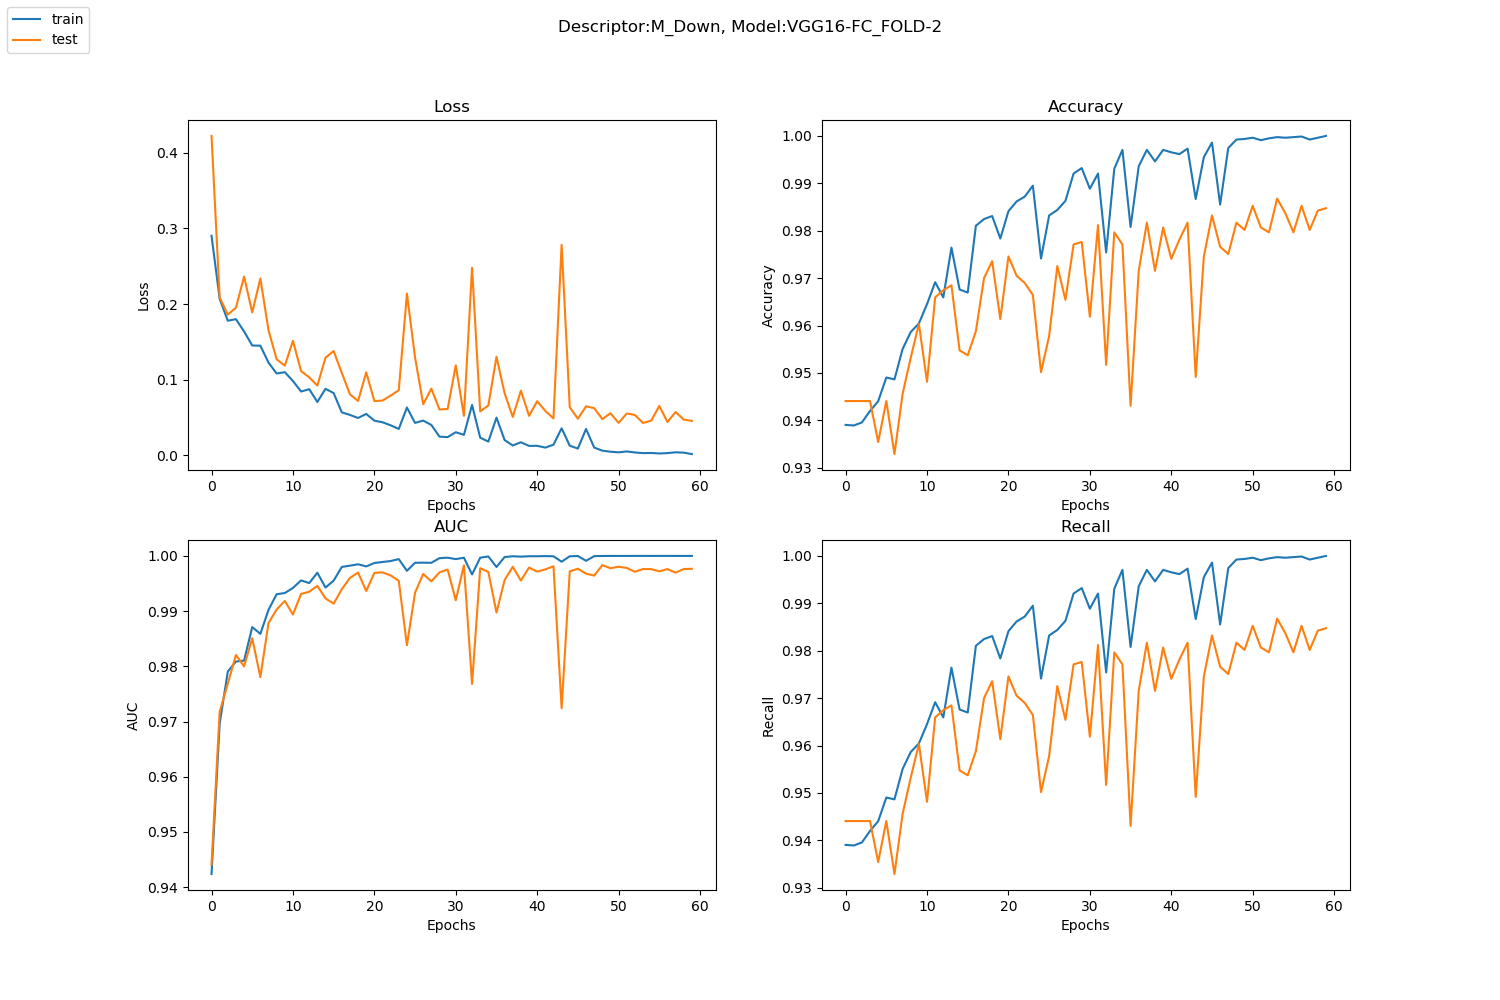 train
test
Descriptor:M_Down, Model:VGG16-FC_FOLD-2
Loss
Loss
0.4
0.3
0.2
0.1
0.0
0 10 20 30 40 50 60
Epochs
Accuracy
Accuracy
1.00
0.99
0.98
0.97
0.96
0.95
0.94
0.93
0 10 20 30 40 50 60
Epochs
AUC
AUC
1.00
0.99
0.98
0.97
0.96
0.95
0.94
0 10 20 30 40 50 60
Epochs
Recall
Recall
1.00
0.99
0.98
0.97
0.96
0.95
0.94
0.93
0 10 20 30 40 50 60
Epochs